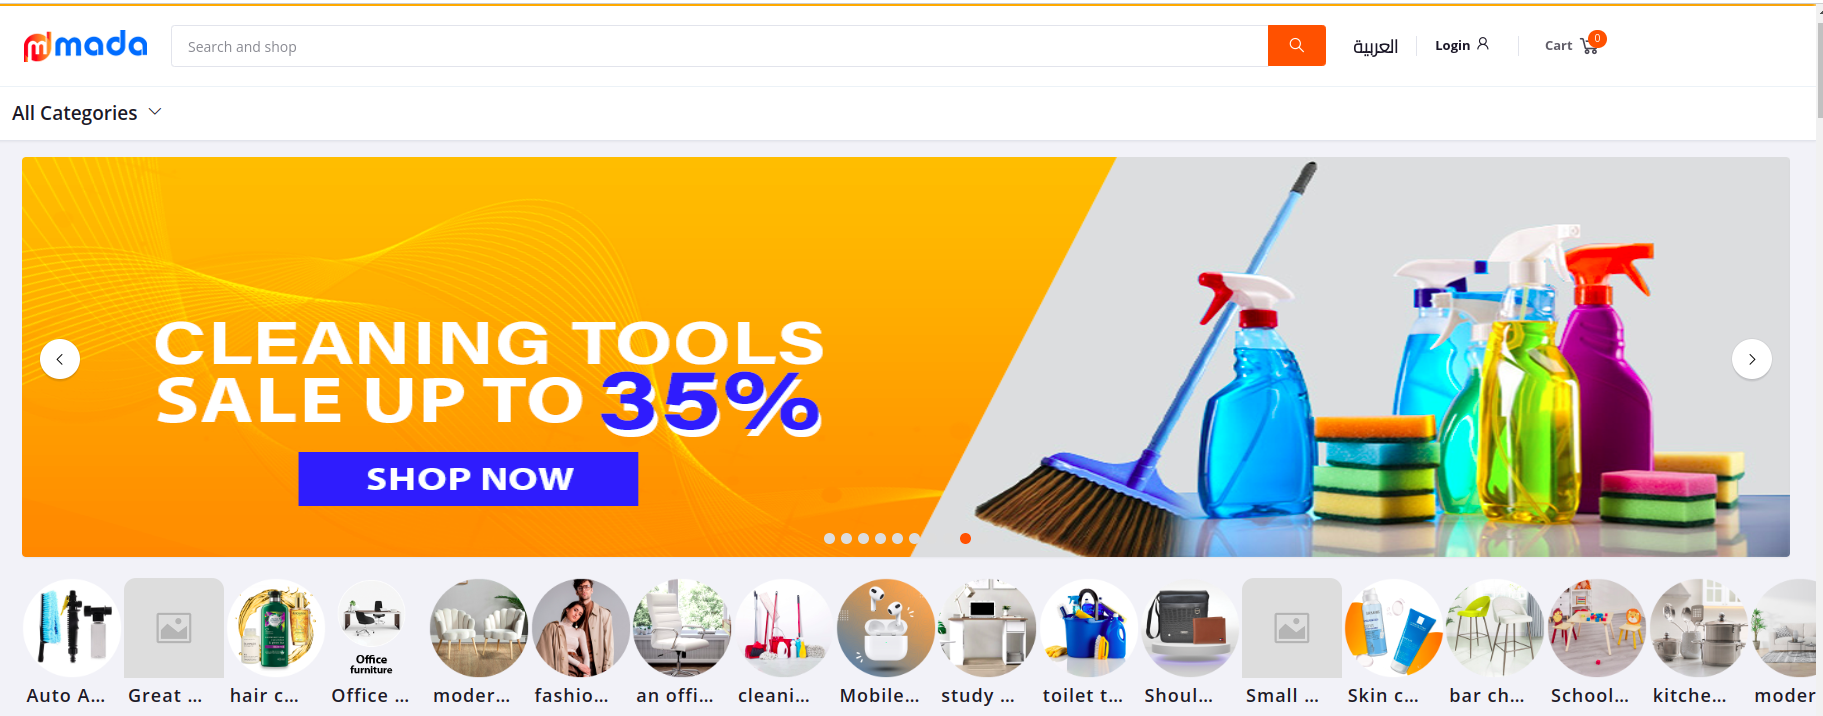 mada
Search and shop
العربية
Login
Cart
0
All Categories
CLEANING TOOLS
SALE UP TO 35%
SHOP NOW
Office
furniture
Auto A...
Great ...
hair c...
Office ...
moder...
fashio...
an offi...
cleani...
Mobile...
study ...
toilet t...
Shoul...
Small ...
Skin c...
bar ch...
School...
kitche...
moder